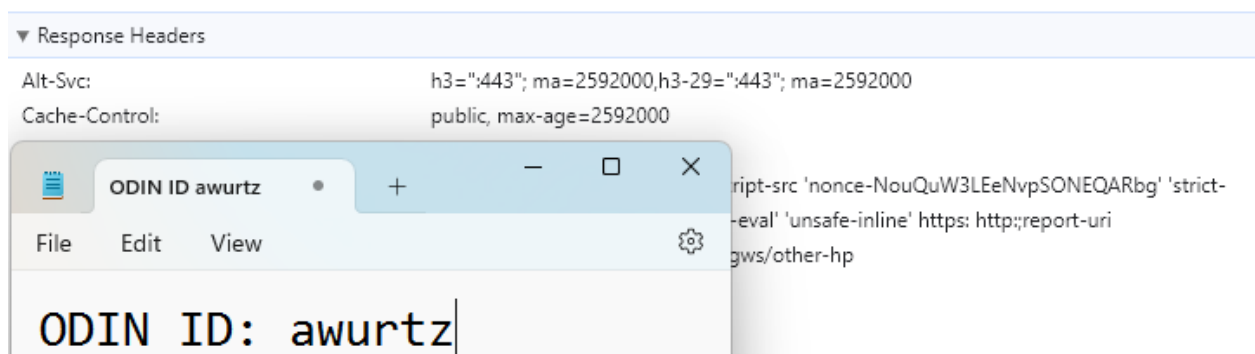 ▼ Response Headers
Alt-Svc: h3=":443"; ma=2592000,h3-29=":443"; ma=2592000
Cache-Control: public, max-age=2592000
ODIN ID awurtz
ript-src 'nonce-NouQuW3LEeNvpSONEQARbg' 'strict-
-eval' 'unsafe-inline' https: http:;report-uri
File Edit View
gws/other-hp
ODIN ID: awurtz